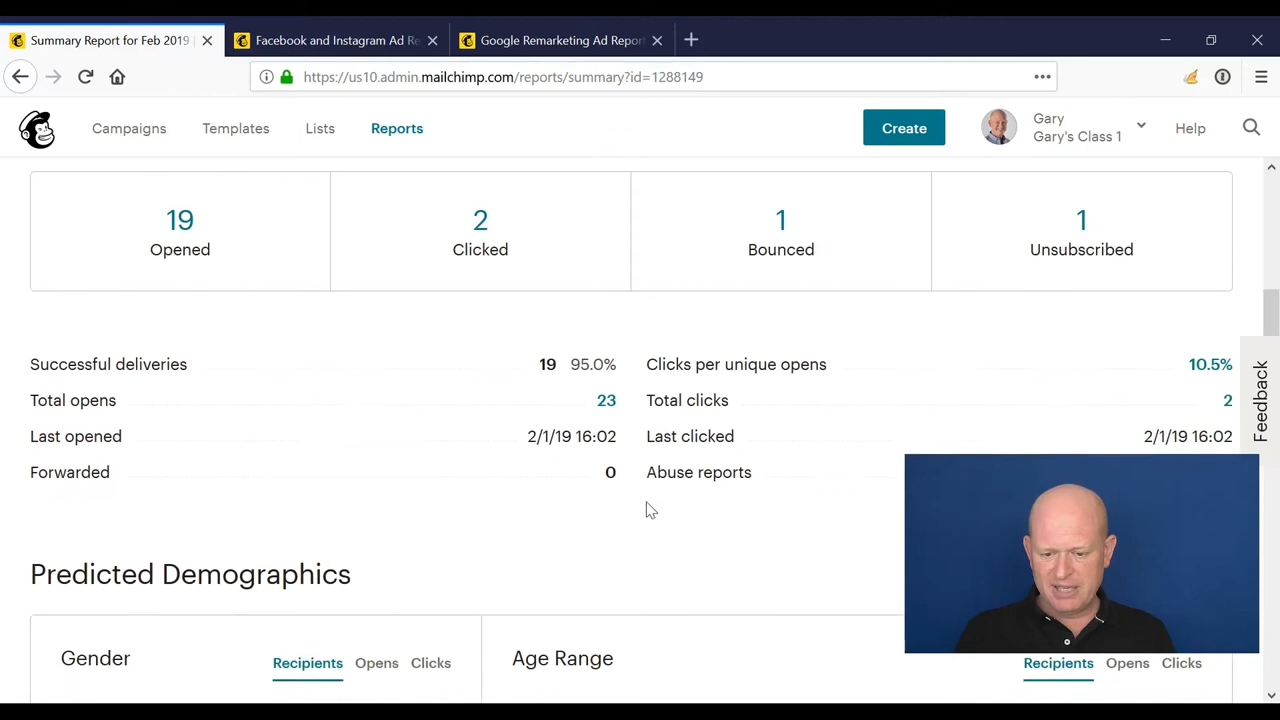 Summary Report for Feb 2019
Facebook and Instagram Ad Re
Google Remarketing Ad Repor
https://us10.admin.mailchimp.com/reports/summary?id=1288149
Campaigns
Templates
Lists
Reports
Create
Gary
Gary's Class 1
Help
19
Opened
2
Clicked
1
Bounced
1
Unsubscribed
Successful deliveries 19 95.0%
Clicks per unique opens 10.5%
Total opens 23
Total clicks 2
Last opened 2/1/19 16:02
Last clicked 2/1/19 16:02
Forwarded 0
Abuse reports
Feedback
Predicted Demographics
Gender
Recipients Opens Clicks
Age Range
Recipients Opens Clicks